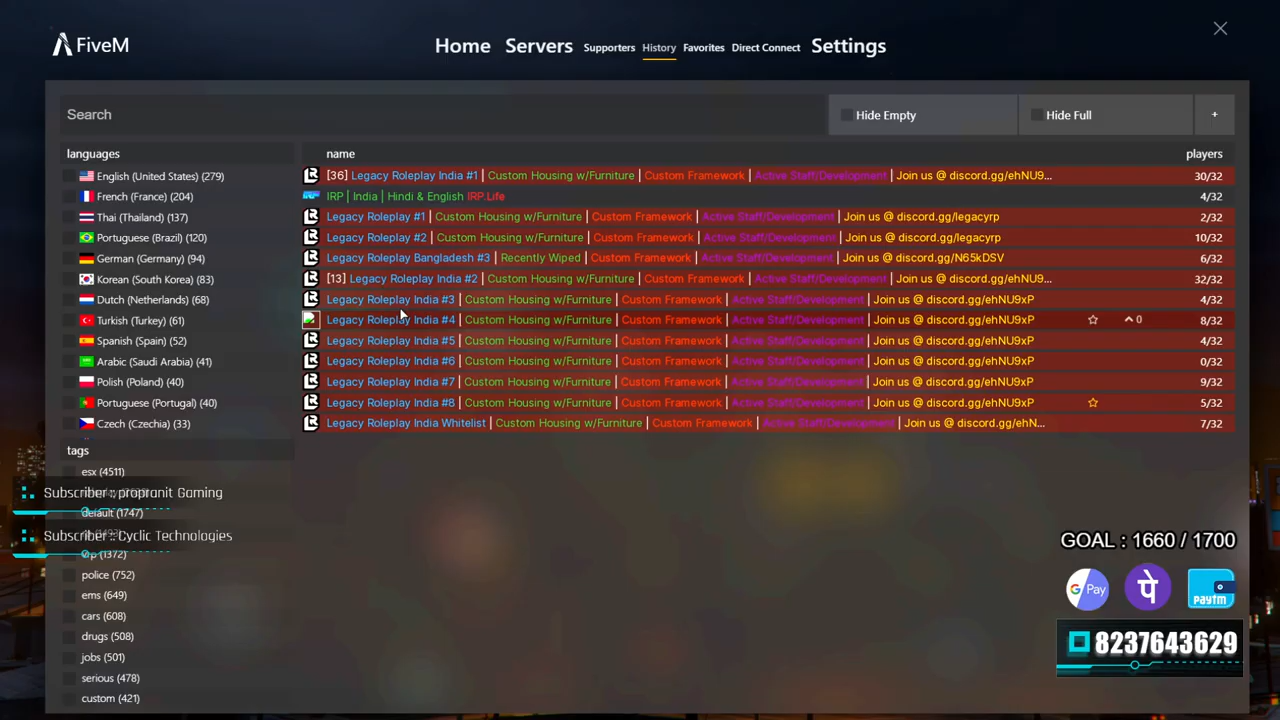 FiveM
Home Servers Supporters History Favorites Direct Connect Settings
Search
Hide Empty
Hide Full
+
languages
English (United States) (279)
French (France) (204)
Thai (Thailand) (137)
Portuguese (Brazil) (120)
German (Germany) (94)
Korean (South Korea) (83)
Dutch (Netherlands) (68)
Turkish (Turkey) (61)
Spanish (Spain) (52)
Arabic (Saudi Arabia) (41)
Polish (Poland) (40)
Portuguese (Portugal) (40)
Czech (Czechia) (33)
tags
esx (4511)
Subscriber : propranit Gaming
default (1747)
Subscriber : Cyclic Technologies
vrp (1372)
police (752)
ems (649)
cars (608)
drugs (508)
jobs (501)
serious (478)
custom (421)
name players
[36] Legacy Roleplay India #1 | Custom Housing w/Furniture | Custom Framework | Active Staff/Development | Join us @ discord.gg/ehNU9... 30/32
IRP | India | Hindi & English IRP.Life 4/32
Legacy Roleplay #1 | Custom Housing w/Furniture | Custom Framework | Active Staff/Development | Join us @ discord.gg/legacyrp 2/32
Legacy Roleplay #2 | Custom Housing w/Furniture | Custom Framework | Active Staff/Development | Join us @ discord.gg/legacyrp 10/32
Legacy Roleplay Bangladesh #3 | Recently Wiped | Custom Framework | Active Staff/Development | Join us @ discord.gg/N65kDSV 6/32
[13] Legacy Roleplay India #2 | Custom Housing w/Furniture | Custom Framework | Active Staff/Development | Join us @ discord.gg/ehNU9... 32/32
Legacy Roleplay India #3 | Custom Housing w/Furniture | Custom Framework | Active Staff/Development | Join us @ discord.gg/ehNU9xP 4/32
Legacy Roleplay India #4 | Custom Housing w/Furniture | Custom Framework | Active Staff/Development | Join us @ discord.gg/ehNU9xP 0 8/32
Legacy Roleplay India #5 | Custom Housing w/Furniture | Custom Framework | Active Staff/Development | Join us @ discord.gg/ehNU9xP 4/32
Legacy Roleplay India #6 | Custom Housing w/Furniture | Custom Framework | Active Staff/Development | Join us @ discord.gg/ehNU9xP 0/32
Legacy Roleplay India #7 | Custom Housing w/Furniture | Custom Framework | Active Staff/Development | Join us @ discord.gg/ehNU9xP 9/32
Legacy Roleplay India #8 | Custom Housing w/Furniture | Custom Framework | Active Staff/Development | Join us @ discord.gg/ehNU9xP 5/32
Legacy Roleplay India Whitelist | Custom Housing w/Furniture | Custom Framework | Active Staff/Development | Join us @ discord.gg/ehN... 7/32
GOAL : 1660 / 1700
G Pay
पे
paytm
8237643629